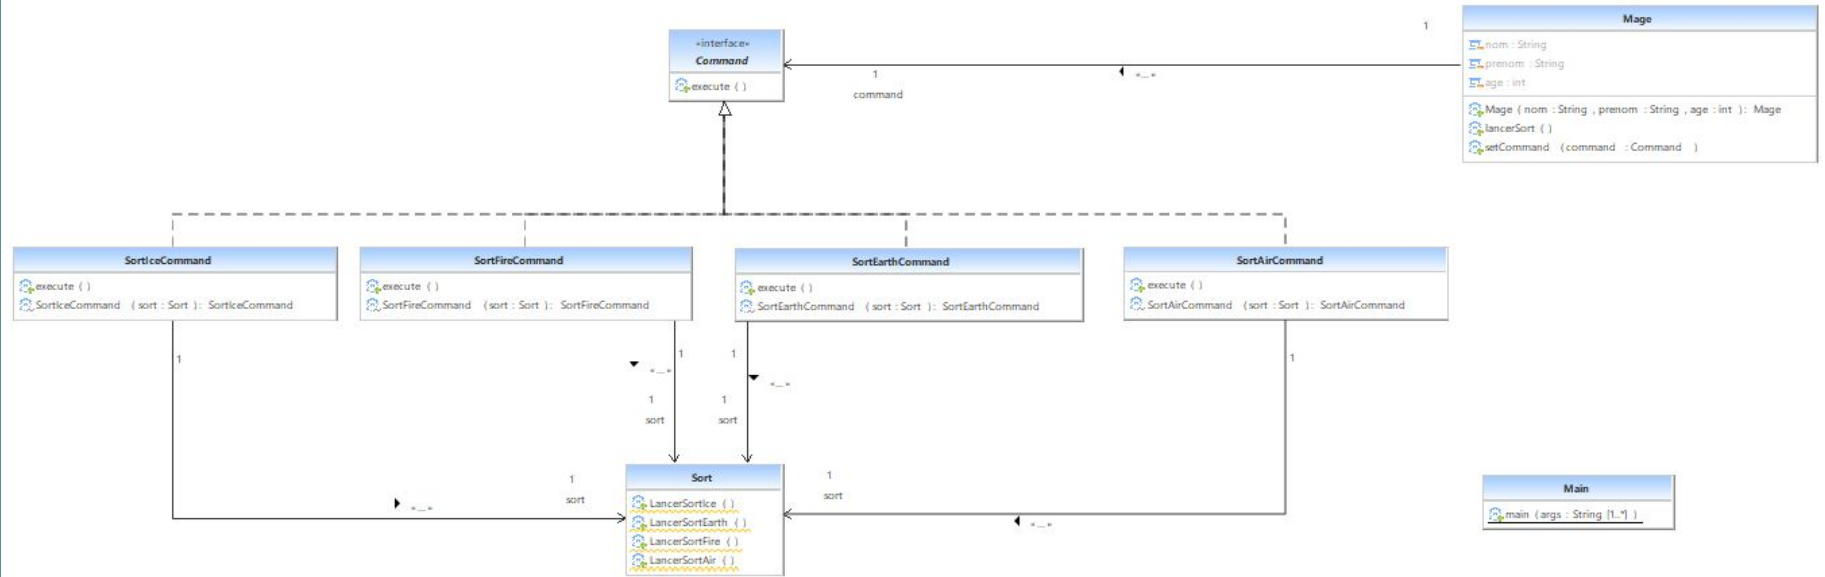 «interface»
Command
execute ( )
1
command
«...»
1
Mage
nom : String
prenom : String
age : int
Mage ( nom : String , prenom : String , age : int ) : Mage
lancerSort ( )
setCommand ( command : Command )
SortIceCommand
execute ( )
SortIceCommand ( sort : Sort ) : SortIceCommand
SortFireCommand
execute ( )
SortFireCommand ( sort : Sort ) : SortFireCommand
SortEarthCommand
execute ( )
SortEarthCommand ( sort : Sort ) : SortEarthCommand
SortAirCommand
execute ( )
SortAirCommand ( sort : Sort ) : SortAirCommand
1
«...»
1
sort
1
«...»
1
sort
1
«...»
1
sort
1
«...»
1
sort
Sort
LancerSortIce ( )
LancerSortEarth ( )
LancerSortFire ( )
LancerSortAir ( )
Main
main ( args : String [1..*] )